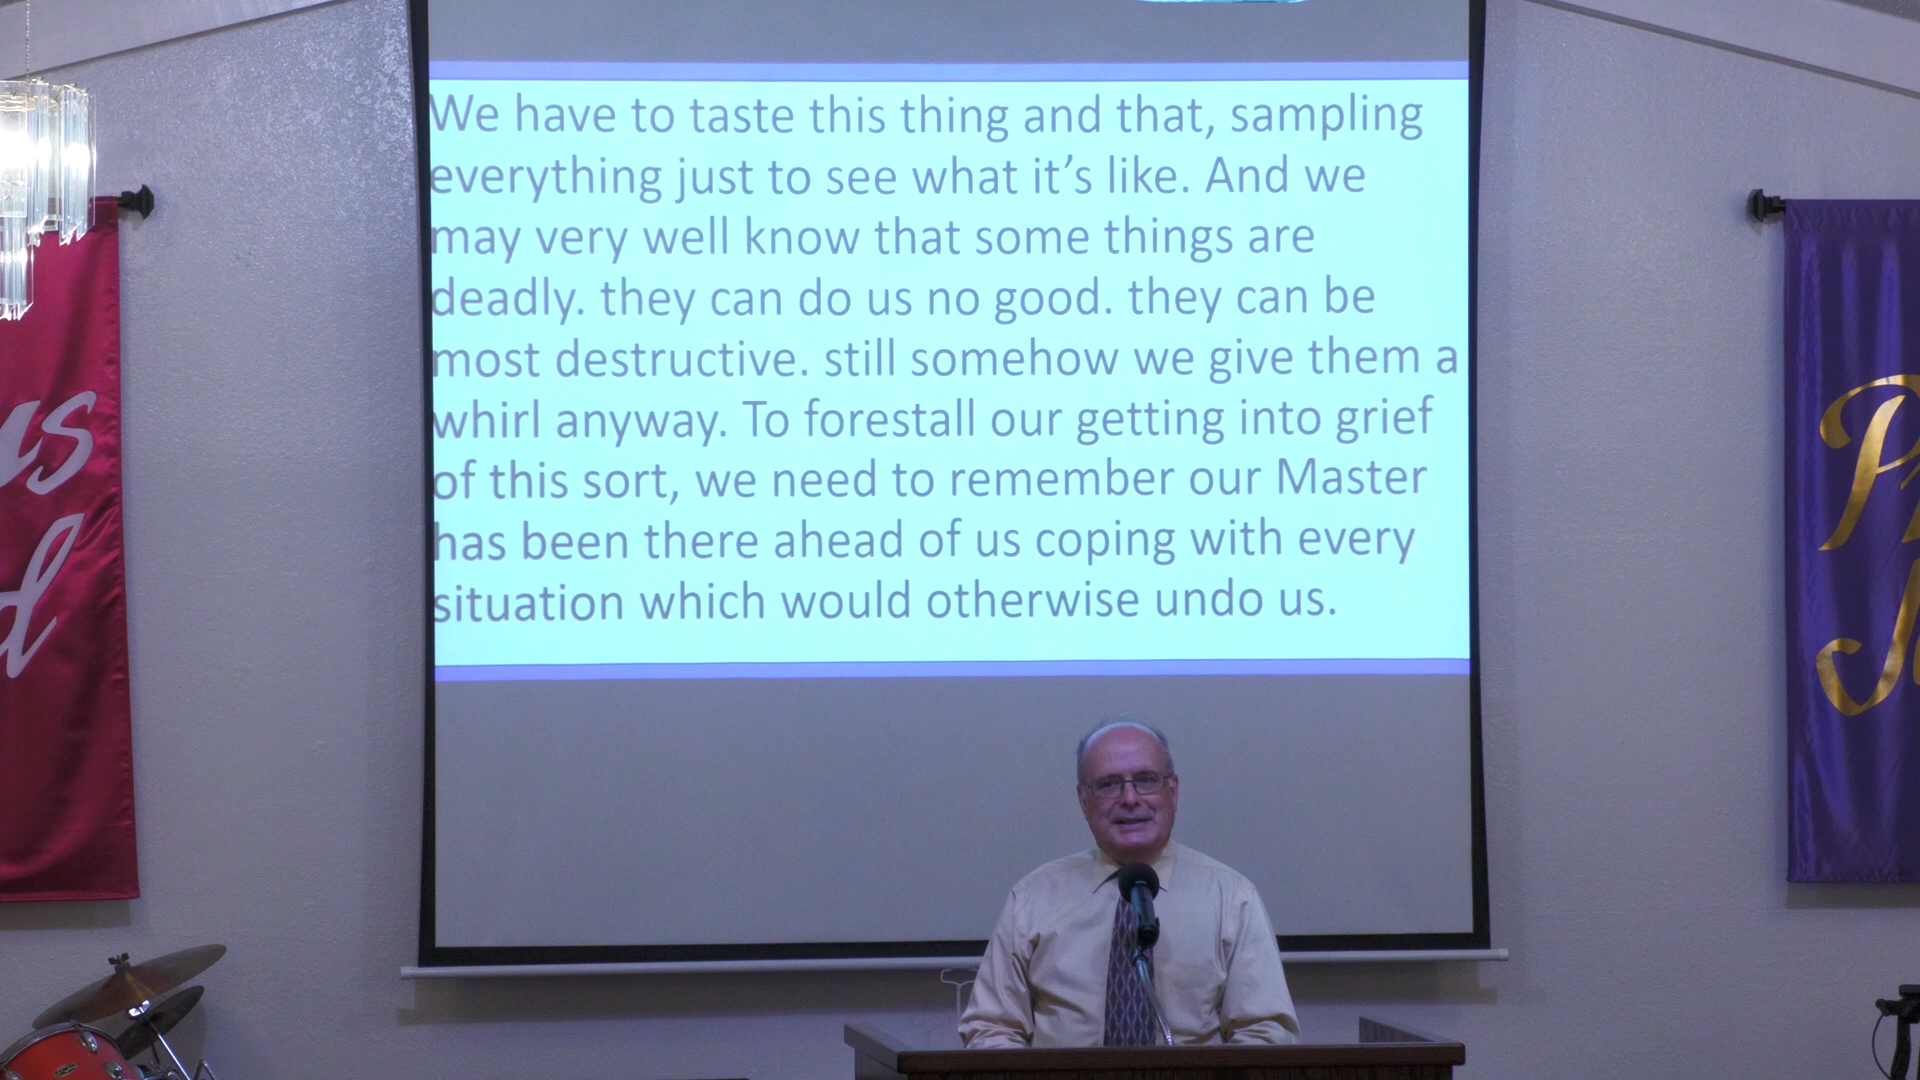 We have to taste this thing and that, sampling
everything just to see what it's like. And we
may very well know that some things are
deadly. they can do us no good. they can be
most destructive. still somehow we give them a
whirl anyway. To forestall our getting into grief
of this sort, we need to remember our Master
has been there ahead of us coping with every
situation which would otherwise undo us.
us
d